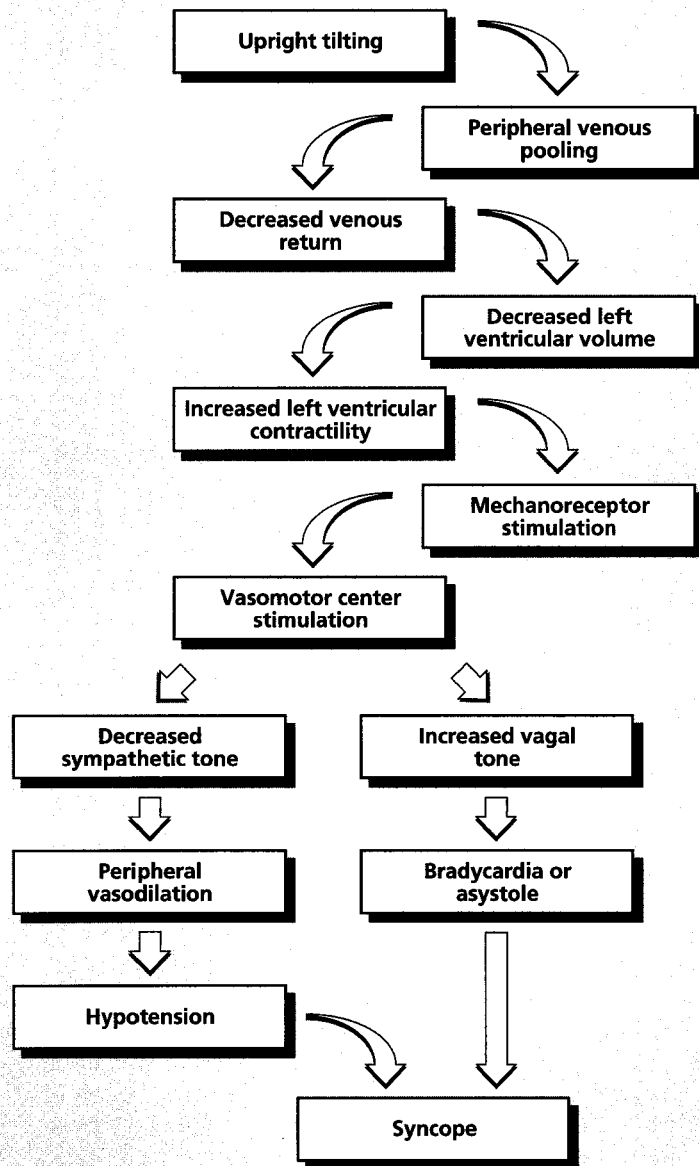 Upright tilting
Peripheral venous
pooling
Decreased venous
return
Decreased left
ventricular volume
Increased left ventricular
contractility
Mechanoreceptor
stimulation
Vasomotor center
stimulation
Decreased
sympathetic tone
Increased vagal
tone
Peripheral
vasodilation
Bradycardia or
asystole
Hypotension
Syncope